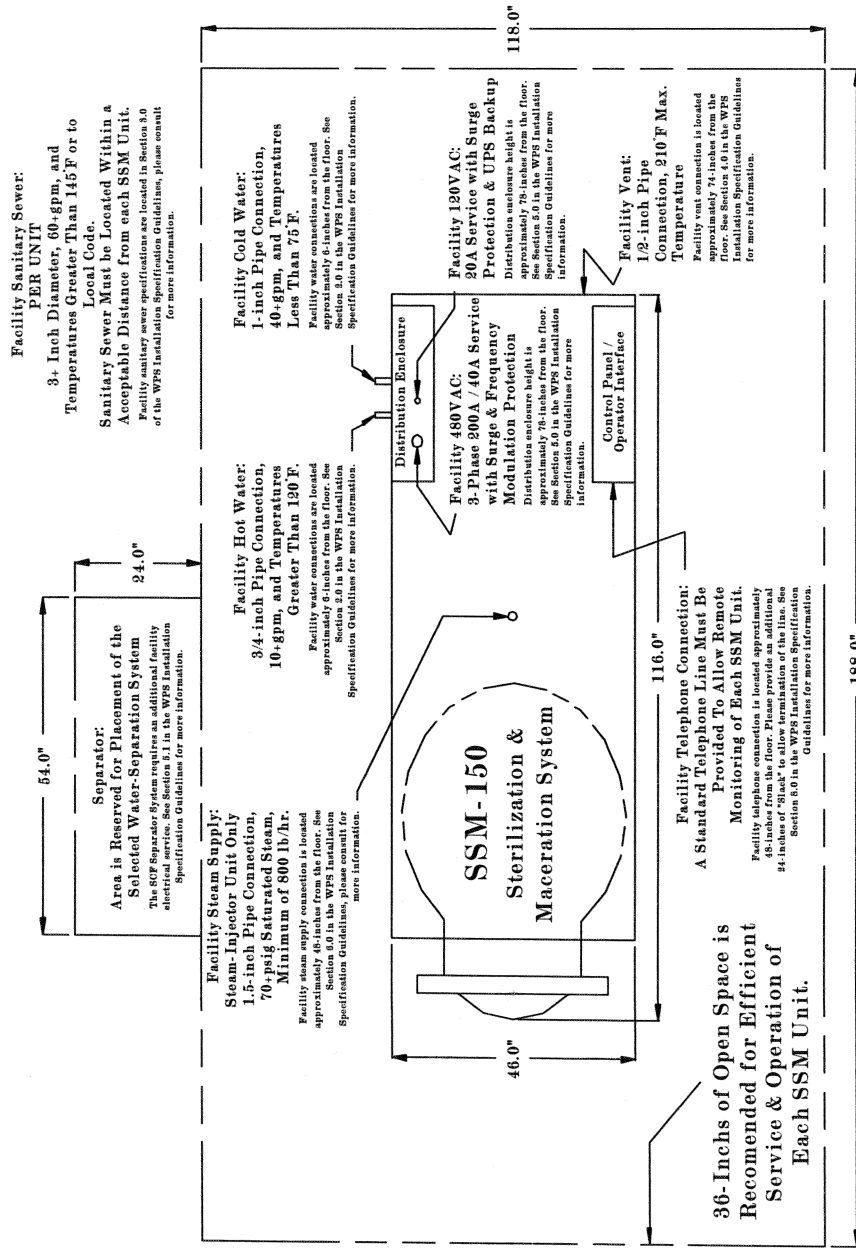 Facility Sanitary Sewer:
PER UNIT
3+ Inch Diameter, 60+gpm, and
Temperatures Greater Than 145°F or to
Local Code.
Sanitary Sewer Must be Located Within a
Acceptable Distance from each SSM Unit.
Facility sanitary sewer specifications are located in Section 3.0
of the WPS Installation Specification Guidelines, please consult
for more information.
54.0"
24.0"
Separator:
Area is Reserved for Placement of the
Selected Water-Separation System
The SCF Separator System requires an additional facility
electrical service. See Section 5.1 in the WPS Installation
Specification Guidelines for more information.
118.0"
Facility Steam Supply:
Steam-Injector Unit Only
1.5-inch Pipe Connection,
70+psig Saturated Steam,
Minimum of 800 lb/hr.
Facility steam supply connection is located
approximately 48-inches from the floor. See
Section 6.0 in the WPS Installation
Specification Guidelines, please consult for
more information.
Facility Hot Water:
3/4-inch Pipe Connection,
10+gpm, and Temperatures
Greater Than 120°F.
Facility water connections are located
approximately 6-inches from the floor. See
Section 2.0 in the WPS Installation
Specification Guidelines for more information.
Facility Cold Water:
1-inch Pipe Connection,
40+gpm, and Temperatures
Less Than 75°F.
Facility water connections are located
approximately 6-inches from the floor. See
Section 2.0 in the WPS Installation
Specification Guidelines for more information.
Distribution Enclosure
Facility 480VAC:
3-Phase 200A / 40A Service
with Surge & Frequency
Modulation Protection
Distribution enclosure height is
approximately 78-inches from the floor.
See Section 5.0 in the WPS Installation
Specification Guidelines for more
information.
Facility 120VAC:
20A Service with Surge
Protection & UPS Backup
Distribution enclosure height is
approximately 78-inches from the floor.
See Section 5.0 in the WPS Installation
Specification Guidelines for more
information.
Facility Vent:
1/2-inch Pipe
Connection, 210°F Max.
Temperature
Facility vent connection is located
approximately 74-inches from the
floor. See Section 4.0 in the WPS
Installation Specification Guidelines
for more information.
Control Panel /
Operator Interface
SSM-150
Sterilization &
Maceration System
46.0"
116.0"
Facility Telephone Connection:
A Standard Telephone Line Must Be
Provided To Allow Remote
Monitoring of Each SSM Unit.
Facility telephone connection is located approximately
48-inches from the floor. Please provide an additional
24-inches of "Slack" to allow termination of the line. See
Section 8.0 in the WPS Installation Specification
Guidelines for more information.
36-Inchs of Open Space is
Recomended for Efficient
Service & Operation of
Each SSM Unit.
188.0"